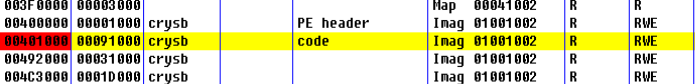 003F0000 00003000 Map 00041002 R R
00400000 00001000 crysb PE header Imag 01001002 R RWE
00401000 00091000 crysb code Imag 01001002 R RWE
00492000 00031000 crysb Imag 01001002 R RWE
004C3000 0001D000 crysb Imag 01001002 R RWE